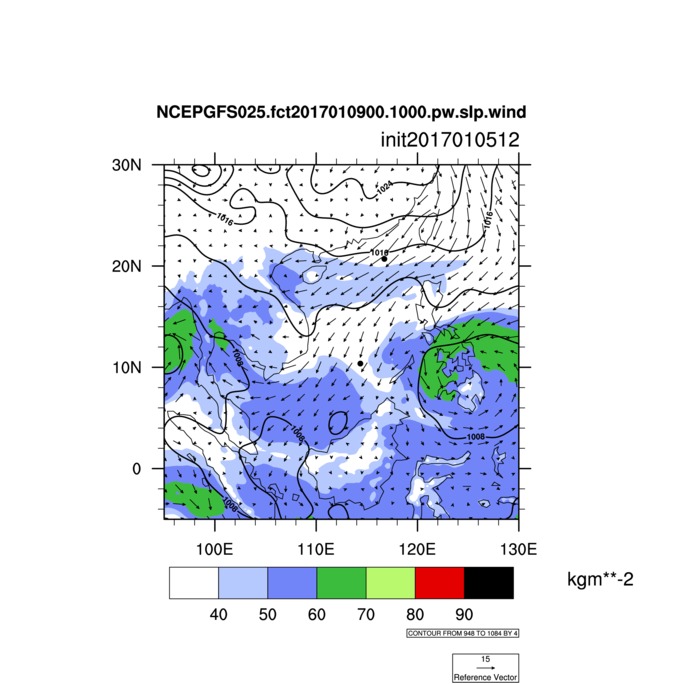 NCEPGFS025.fct2017010900.1000.pw.slp.wind
init2017010512
30N
20N
10N
0
1024
1016
1016
1016
1008
1008
1008
1008
100E 110E 120E 130E
40 50 60 70 80 90
kgm**-2
CONTOUR FROM 948 TO 1084 BY 4
15
Reference Vector